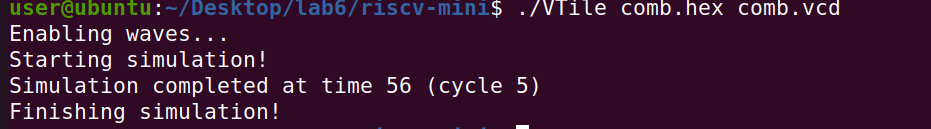 user@ubuntu:~/Desktop/lab6/riscv-mini$ ./VTile comb.hex comb.vcd
Enabling waves...
Starting simulation!
Simulation completed at time 56 (cycle 5)
Finishing simulation!